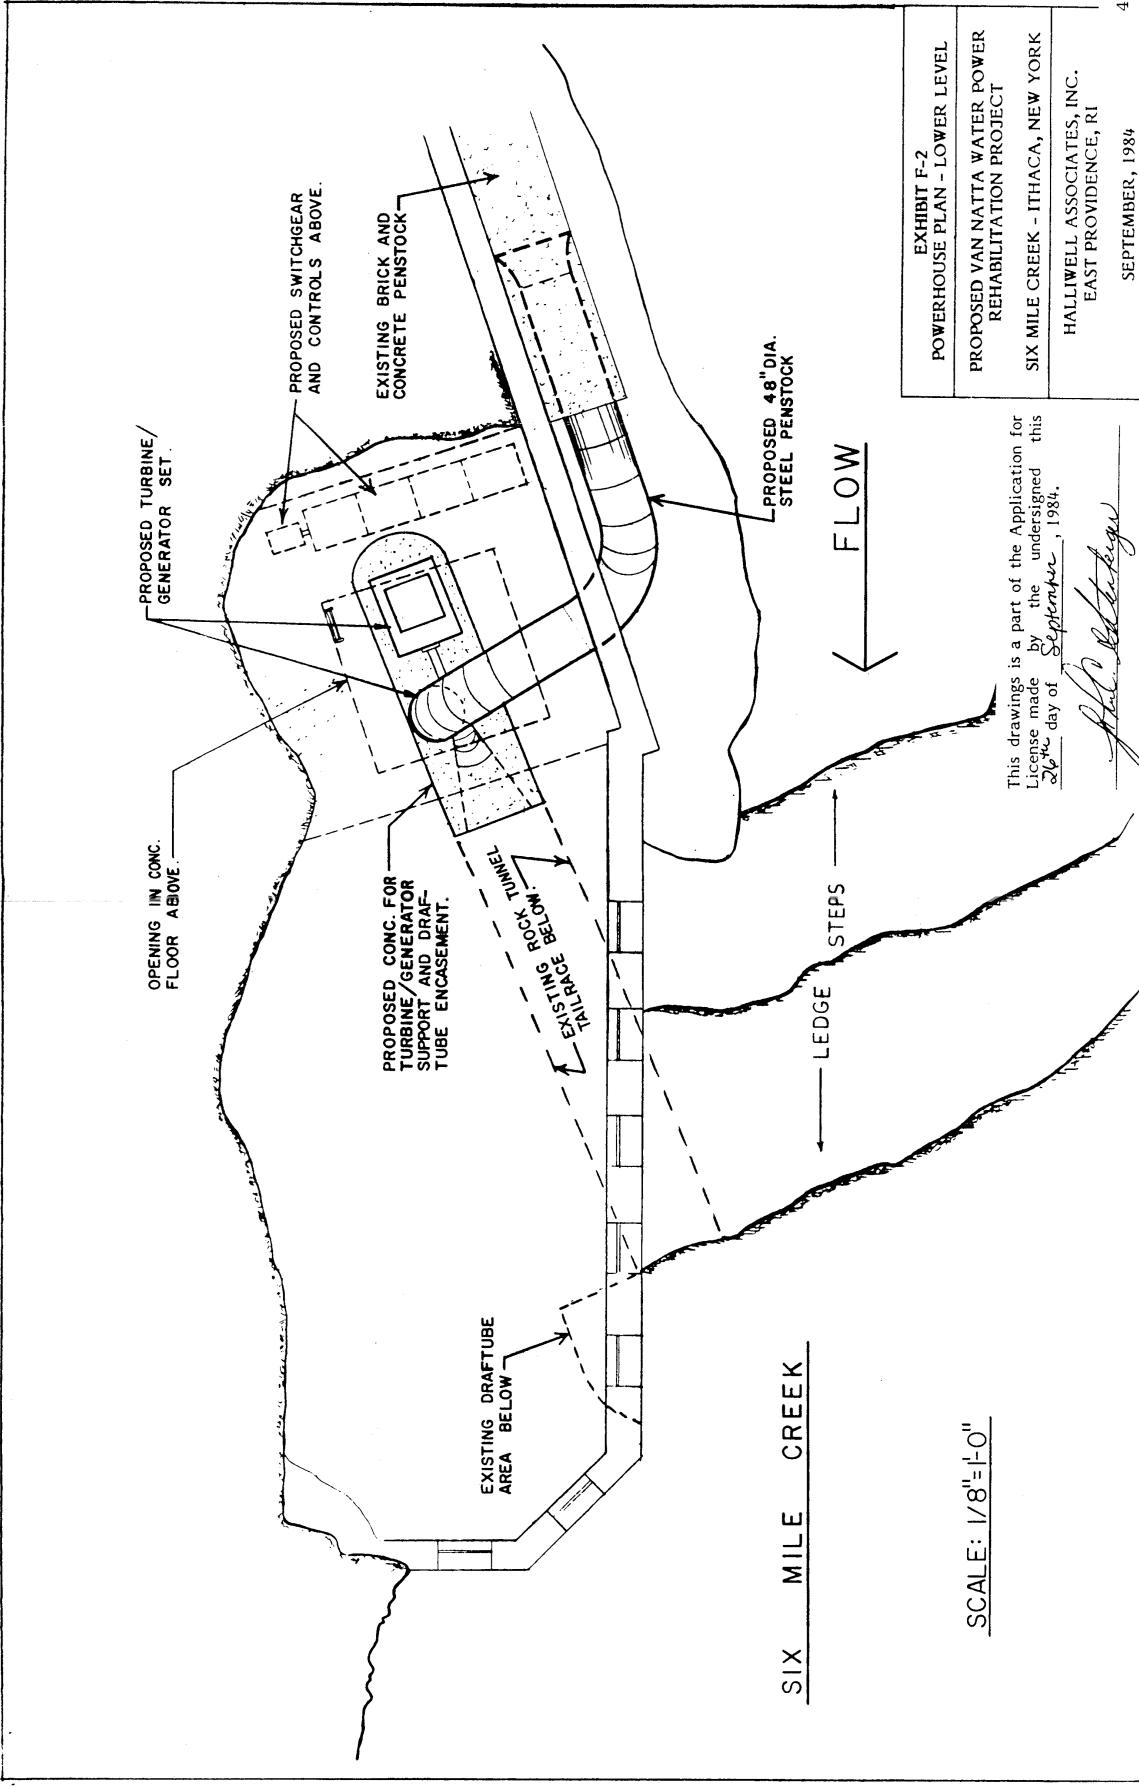 PROPOSED TURBINE/
GENERATOR SET.
PROPOSED SWITCHGEAR
AND CONTROLS ABOVE.
EXISTING BRICK AND
CONCRETE PENSTOCK
OPENING IIN CONC.
FLOOR ABOVE.
PROPOSED CONC. FOR
TURBINE/GENERATOR
SUPPORT AND DRAF-
TUBE ENCASEMENT.
EXISTING ROCK TUNNEL
TAILRACE BELOW.
PROPOSED 48" DIA.
STEEL PENSTOCK
EXISTING DRAFTUBE
AREA BELOW
FLOW
LEDGE STEPS
SIX MILE CREEK
SCALE: 1/8"=1'-0"
This drawings is a part of the Application for
License made by the undersigned this
26th day of September, 1984.
EXHIBIT F-2
POWERHOUSE PLAN - LOWER LEVEL
PROPOSED VAN NATTA WATER POWER
REHABILITATION PROJECT
SIX MILE CREEK - ITHACA, NEW YORK
HALLIWELL ASSOCIATES, INC.
EAST PROVIDENCE, RI
SEPTEMBER, 1984
4